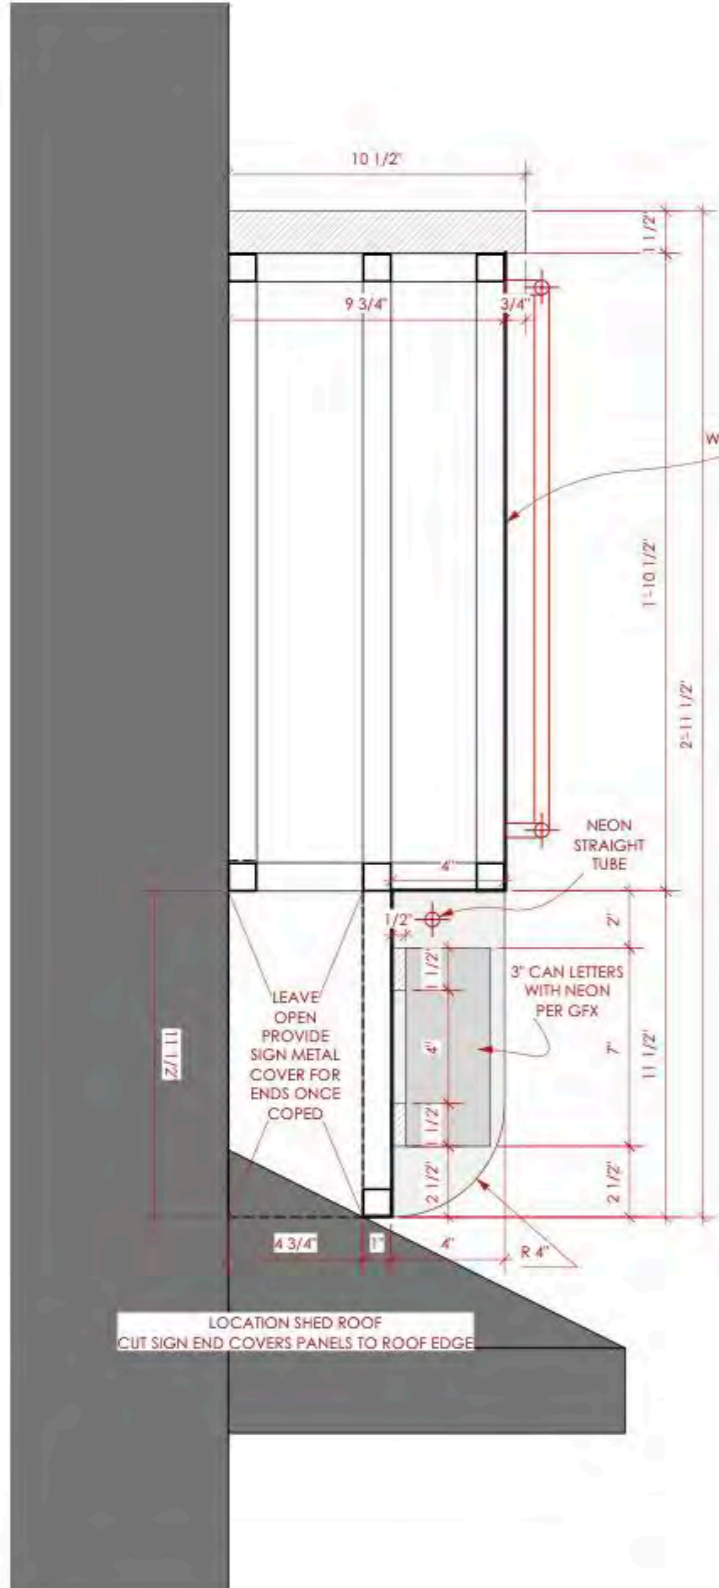 10 1/2"
1 1/2"
9 3/4"
3/4"
W
1'-10 1/2"
2'-11 1/2"
NEON
STRAIGHT
TUBE
4"
1/2"
2"
1 1/2"
3" CAN LETTERS
WITH NEON
PER GFX
LEAVE
OPEN
PROVIDE
SIGN METAL
COVER FOR
ENDS ONCE
COPED
11 1/2"
4"
7"
11 1/2"
1 1/2"
2 1/2"
2 1/2"
4 3/4"
1"
4"
R 4"
LOCATION SHED ROOF
CUT SIGN END COVERS PANELS TO ROOF EDGE